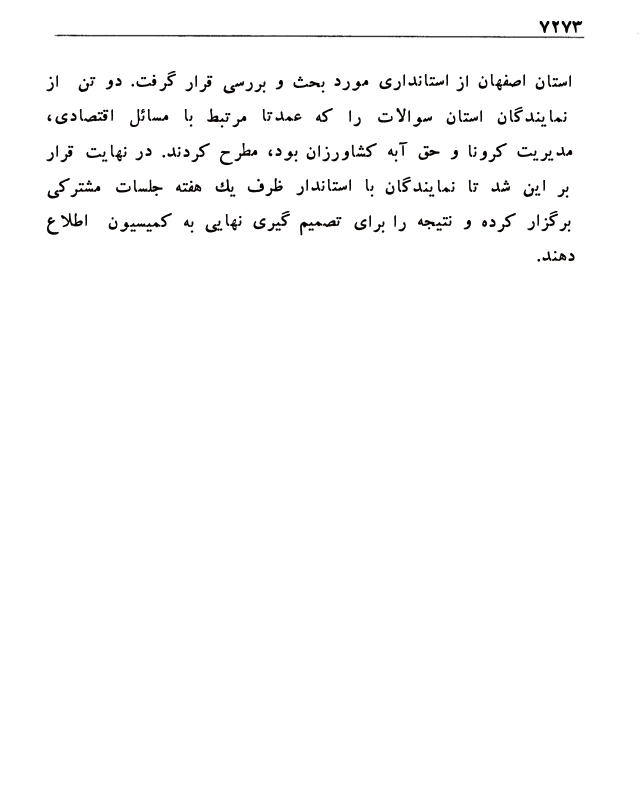 ۷۲۷۳
استان اصفهان از استانداری مورد بحث و بررسی قرار گرفت. دو تن از
نمایندگان استان سوالات را که عمدتا مرتبط با مسائل اقتصادی،
مدیریت کرونا و حق آبه کشاورزان بود، مطرح کردند. در نهایت قرار
بر این شد تا نمایندگان با استاندار ظرف یك هفته جلسات مشترکی
برگزار کرده و نتیجه را برای تصمیم گیری نهایی به کمیسیون اطلاع
دهند.